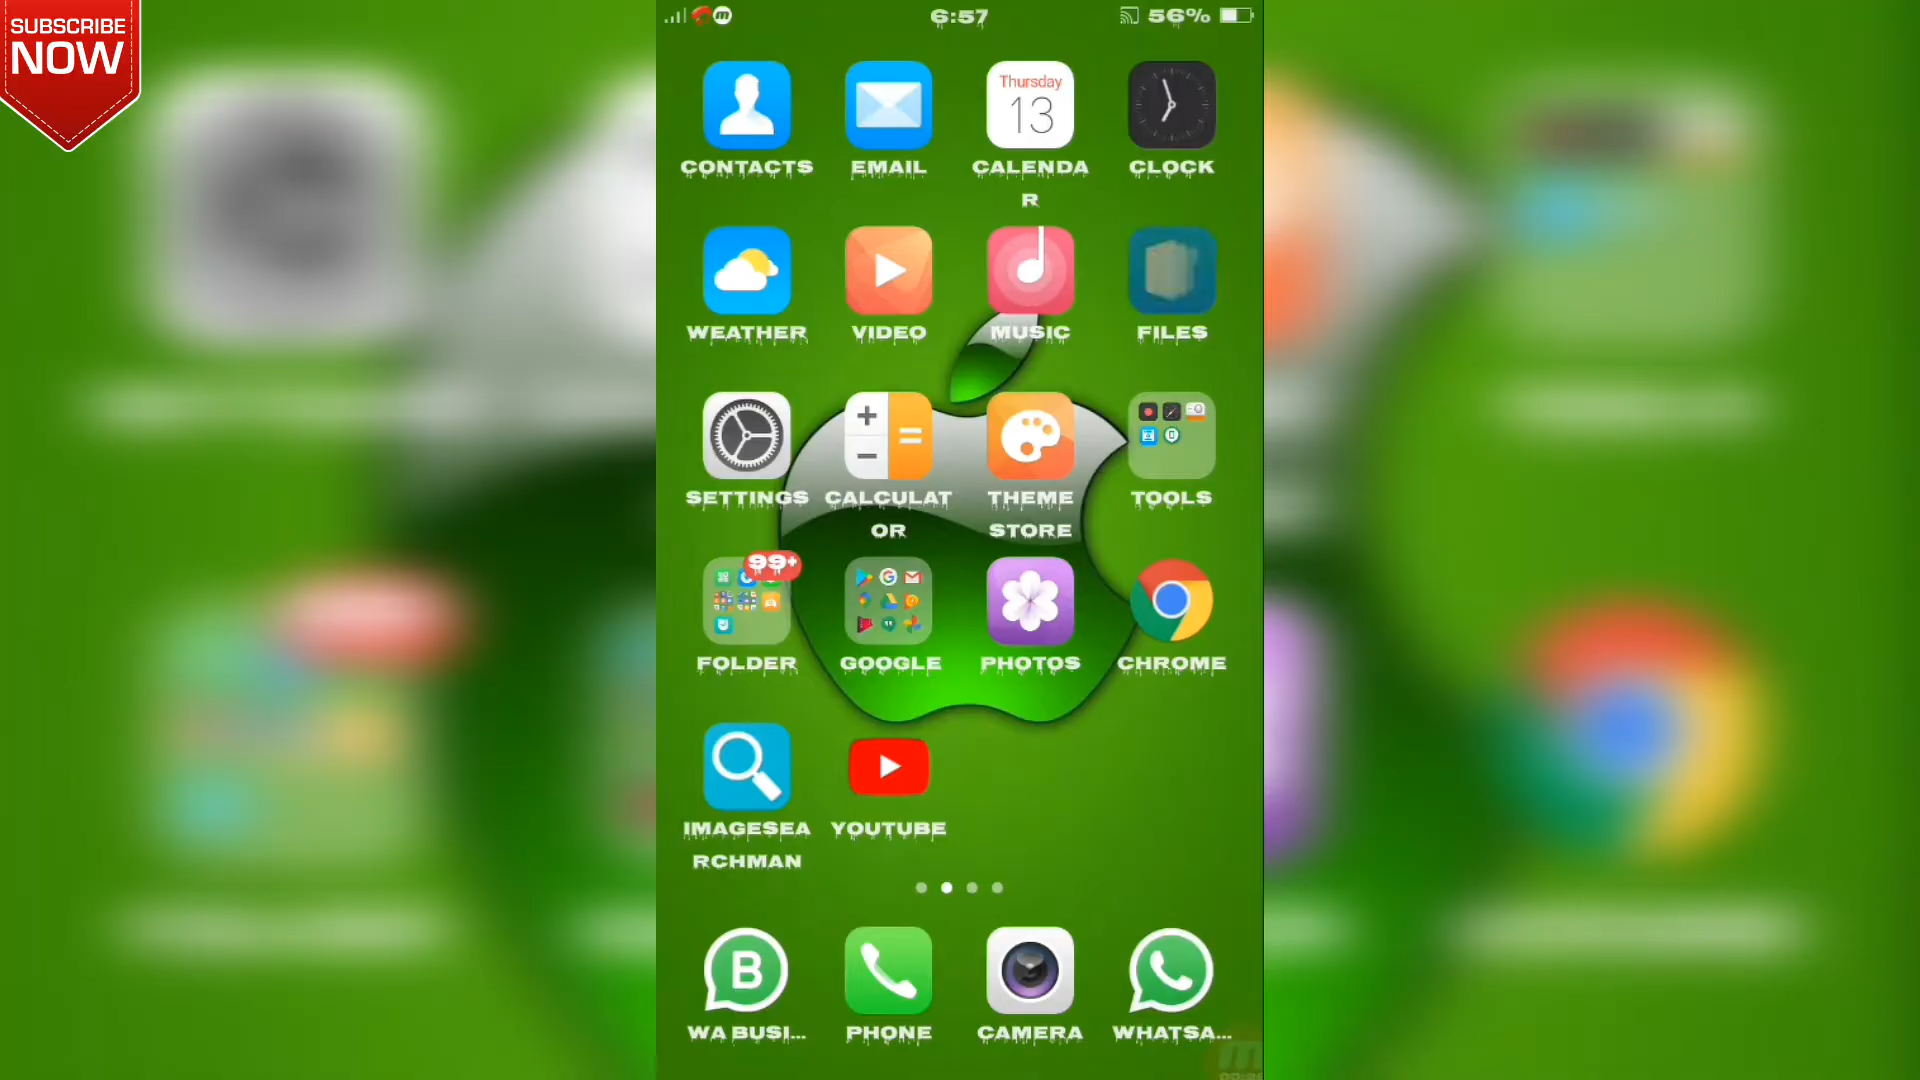 SUBSCRIBE
NOW
6:57
56%
Thursday
13
CONTACTS
EMAIL
CALENDA
R
CLOCK
WEATHER
VIDEO
MUSIC
FILES
SETTINGS
CALCULAT
OR
THEME
STORE
TOOLS
99+
FOLDER
GOOGLE
PHOTOS
CHROME
IMAGESEA
RCHMAN
YOUTUBE
B
WA BUSI...
PHONE
CAMERA
WHATSA...